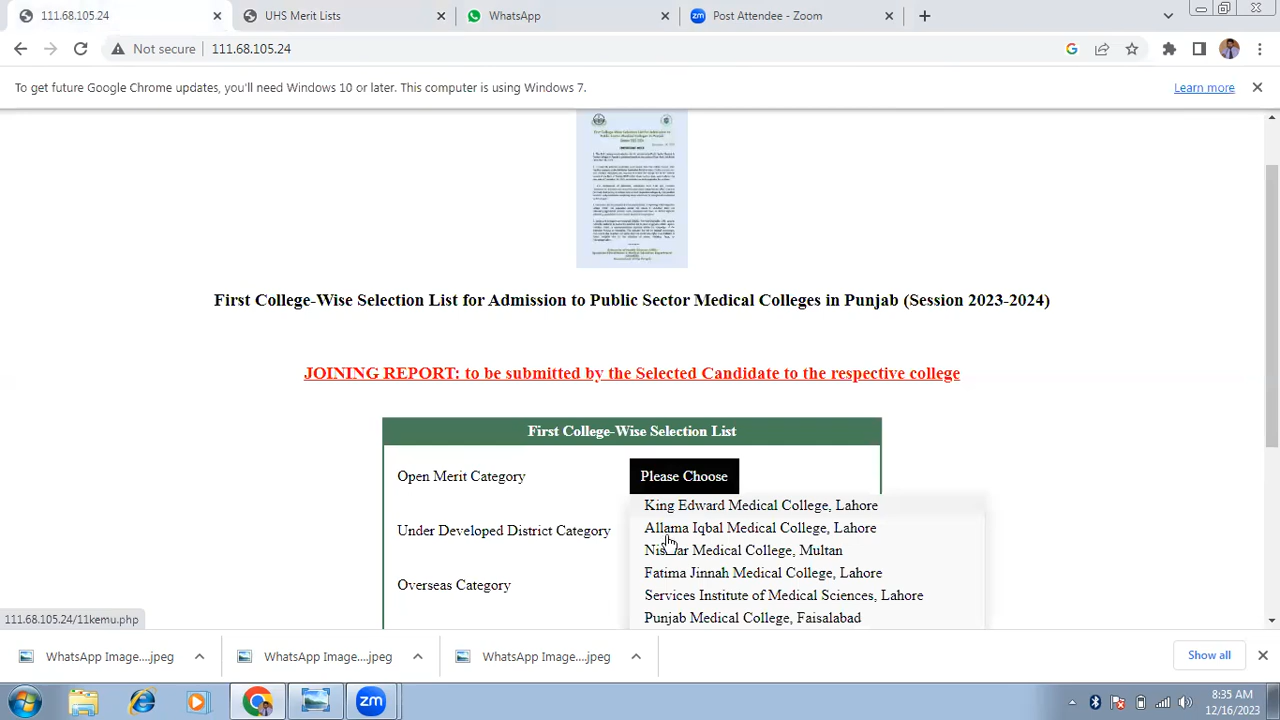 111.68.105.24
UHS Merit Lists
WhatsApp
Post Attendee - Zoom
Not secure
111.68.105.24
To get future Google Chrome updates, you'll need Windows 10 or later. This computer is using Windows 7.
Learn more
First College-Wise Selection List for Admission to Public Sector Medical Colleges in Punjab (Session 2023-2024)
JOINING REPORT: to be submitted by the Selected Candidate to the respective college
First College-Wise Selection List
Open Merit Category
Please Choose
King Edward Medical College, Lahore
Allama Iqbal Medical College, Lahore
Under Developed District Category
Medical College, Multan
Fatima Jinnah Medical College, Lahore
Overseas Category
Services Institute of Medical Sciences, Lahore
Punjab Medical College, Faisalabad
111.68.105.24/11kemu.php
WhatsApp Image....jpeg
WhatsApp Image....jpeg
WhatsApp Image....jpeg
Show all
zm
8:35 AM
12/16/2023